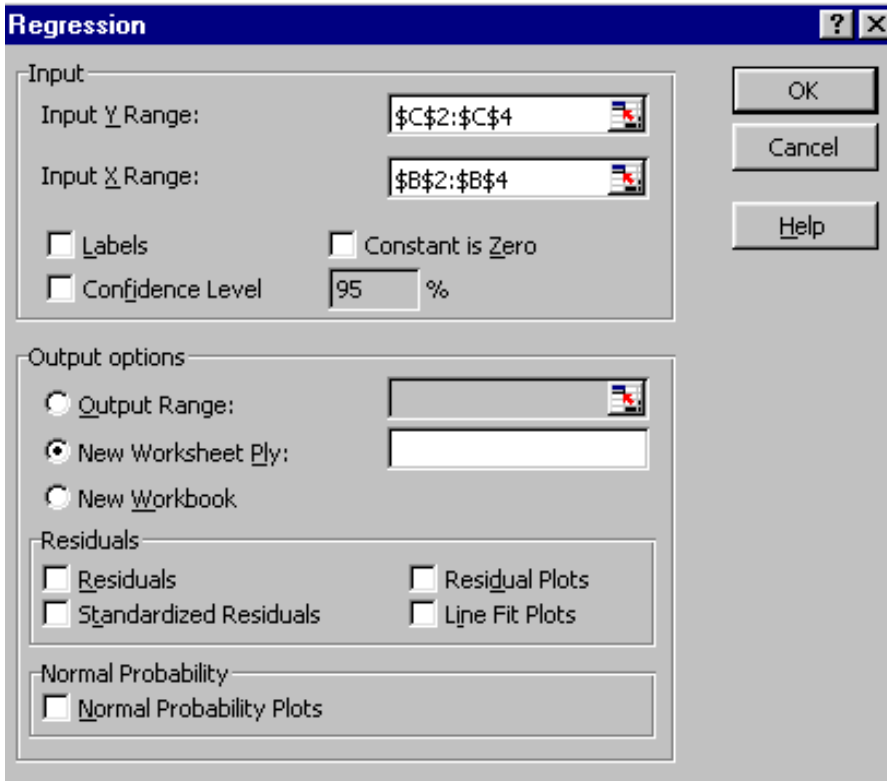 Regression
Input
Input Y Range: $C$2:$C$4
Input X Range: $B$2:$B$4
Labels Constant is Zero
Confidence Level 95 %
OK
Cancel
Help
Output options
Output Range:
New Worksheet Ply:
New Workbook
Residuals
Residuals Residual Plots
Standardized Residuals Line Fit Plots
Normal Probability
Normal Probability Plots